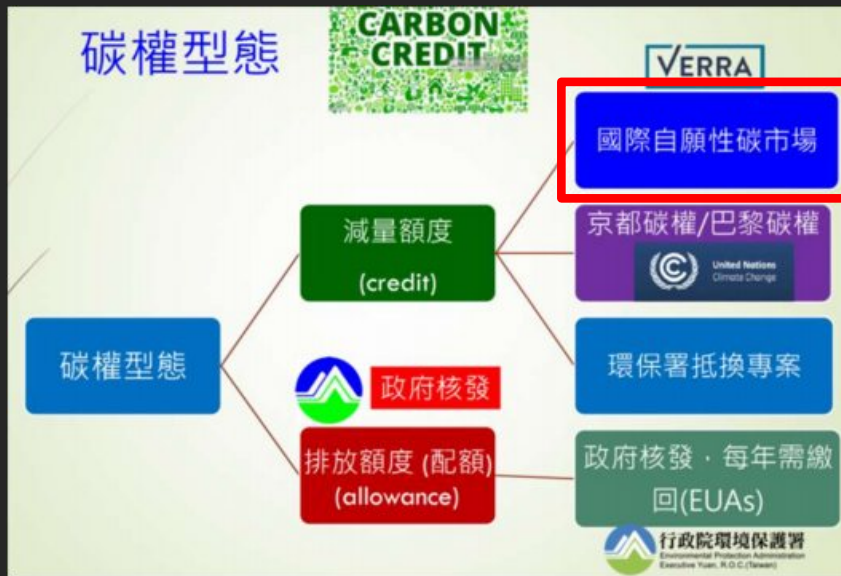 碳權型態
CARBON
CREDIT
VERRA
國際自願性碳市場
減量額度
(credit)
京都碳權/巴黎碳權
United Nations
Climate Change
碳權型態
環保署抵換專案
政府核發
排放額度 (配額)
(allowance)
政府核發，每年需繳
回(EUAs)
行政院環境保護署
Environmental Protection Administration
Executive Yuan, R.O.C.(Taiwan)